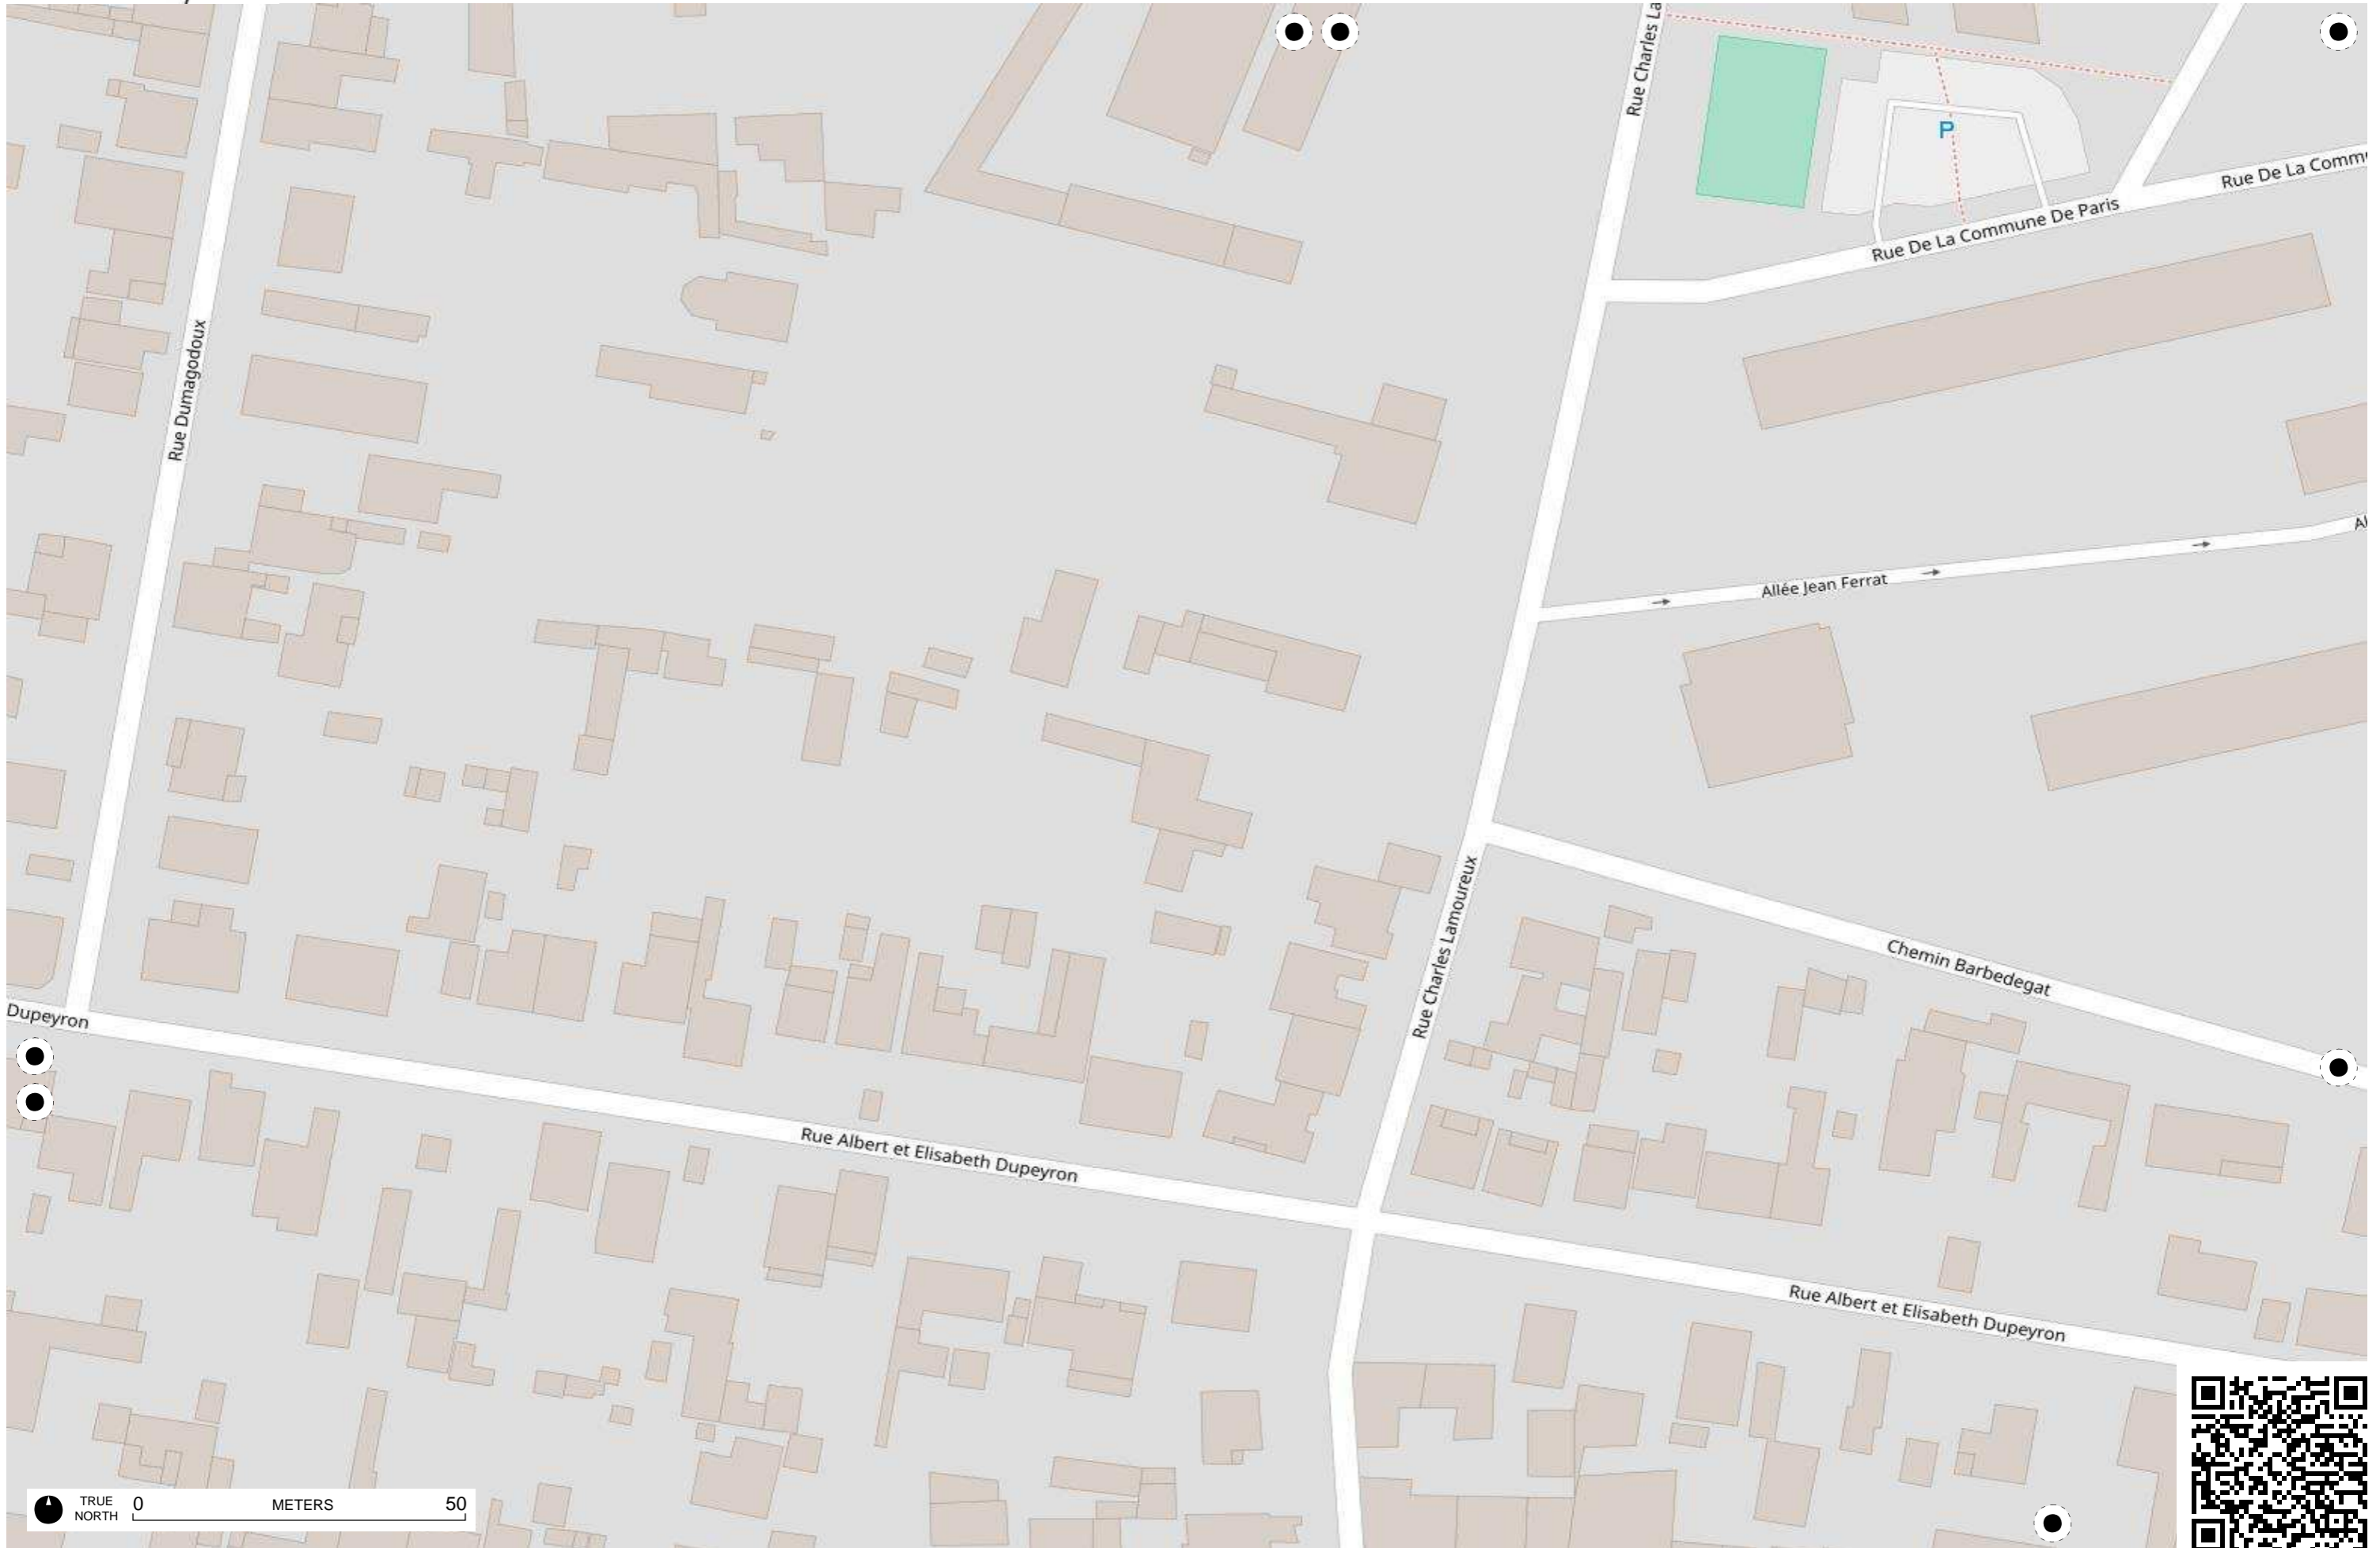 Rue Charles La
Rue De La Comm
P
Rue De La Commune De Paris
Rue Dumagodoux
Allée Jean Ferrat
Rue Charles Lamoureux
Chemin Barbedegat
Dupeyron
Rue Albert et Elisabeth Dupeyron
Rue Albert et Elisabeth Dupeyron
TRUE NORTH
0 METERS 50